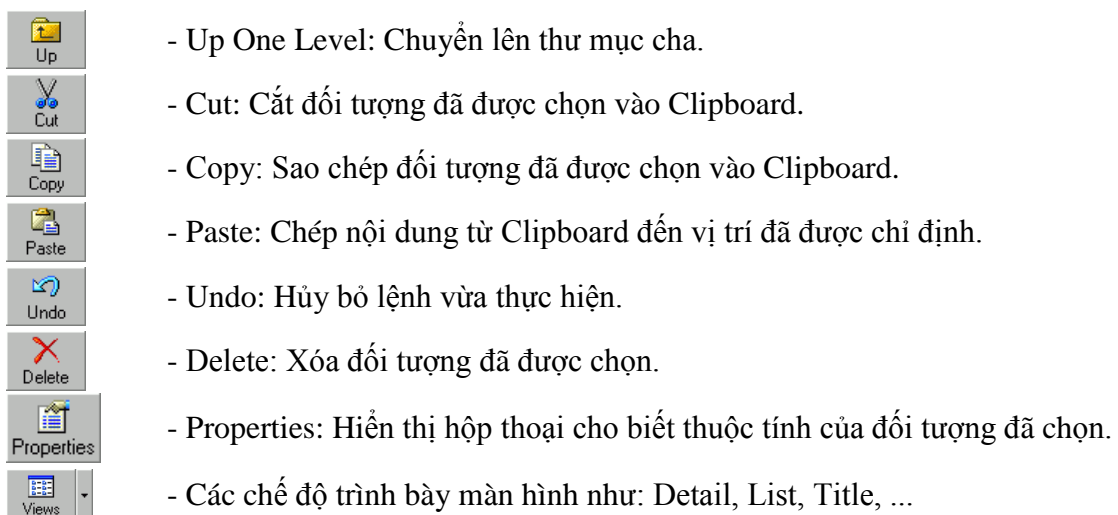 Up - Up One Level: Chuyển lên thư mục cha.
Cut - Cut: Cắt đối tượng đã được chọn vào Clipboard.
Copy - Copy: Sao chép đối tượng đã được chọn vào Clipboard.
Paste - Paste: Chép nội dung từ Clipboard đến vị trí đã được chỉ định.
Undo - Undo: Hủy bỏ lệnh vừa thực hiện.
Delete - Delete: Xóa đối tượng đã được chọn.
Properties - Properties: Hiển thị hộp thoại cho biết thuộc tính của đối tượng đã chọn.
Views - Các chế độ trình bày màn hình như: Detail, List, Title, ...